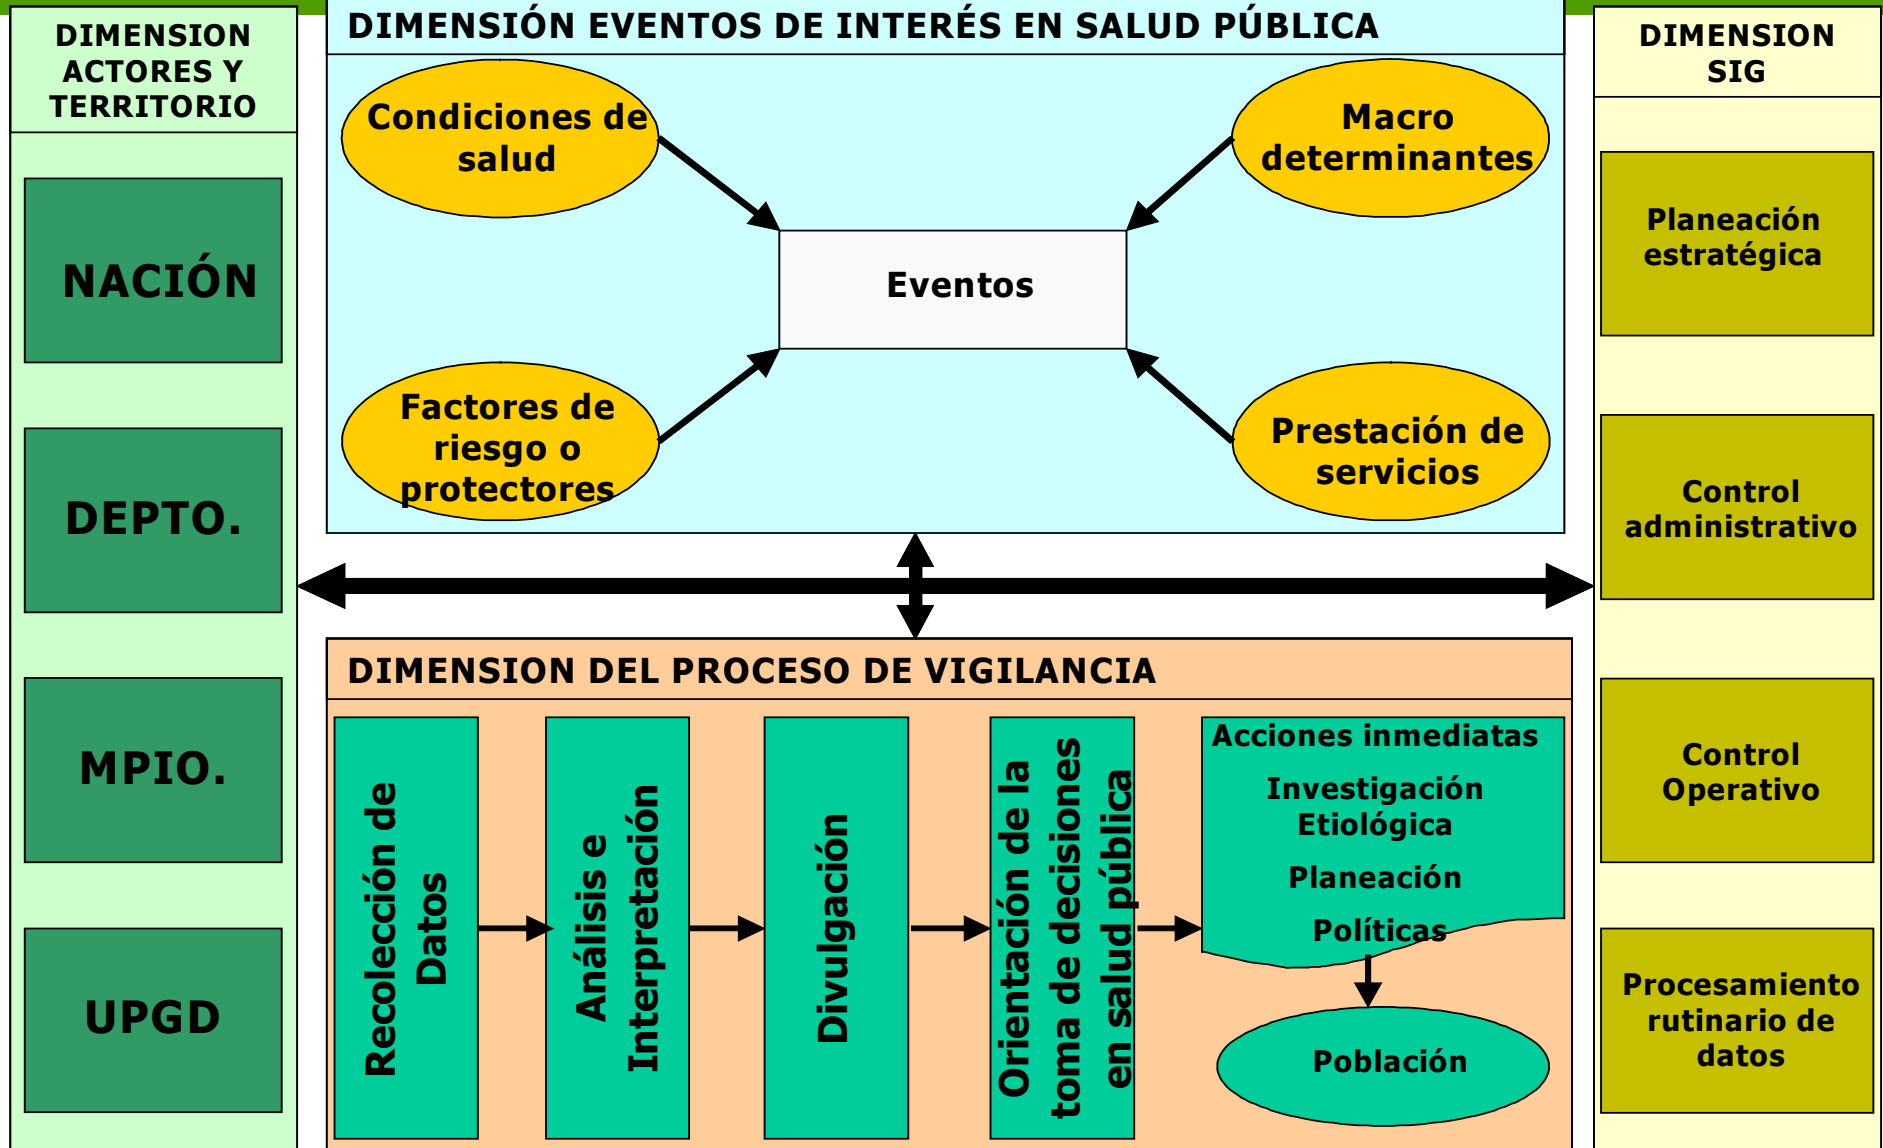 DIMENSION
ACTORES Y
TERRITORIO
NACIÓN
DEPTO.
MPIO.
UPGD
DIMENSIÓN EVENTOS DE INTERÉS EN SALUD PÚBLICA
Condiciones de
salud
Macro
determinantes
Eventos
Factores de
riesgo o
protectores
Prestación de
servicios
DIMENSION DEL PROCESO DE VIGILANCIA
Recolección de
Datos
Análisis e
Interpretación
Divulgación
Orientación de la
toma de decisiones
en salud pública
Acciones inmediatas
Investigación
Etiológica
Planeación
Políticas
Población
DIMENSION
SIG
Planeación
estratégica
Control
administrativo
Control
Operativo
Procesamiento
rutinario de
datos